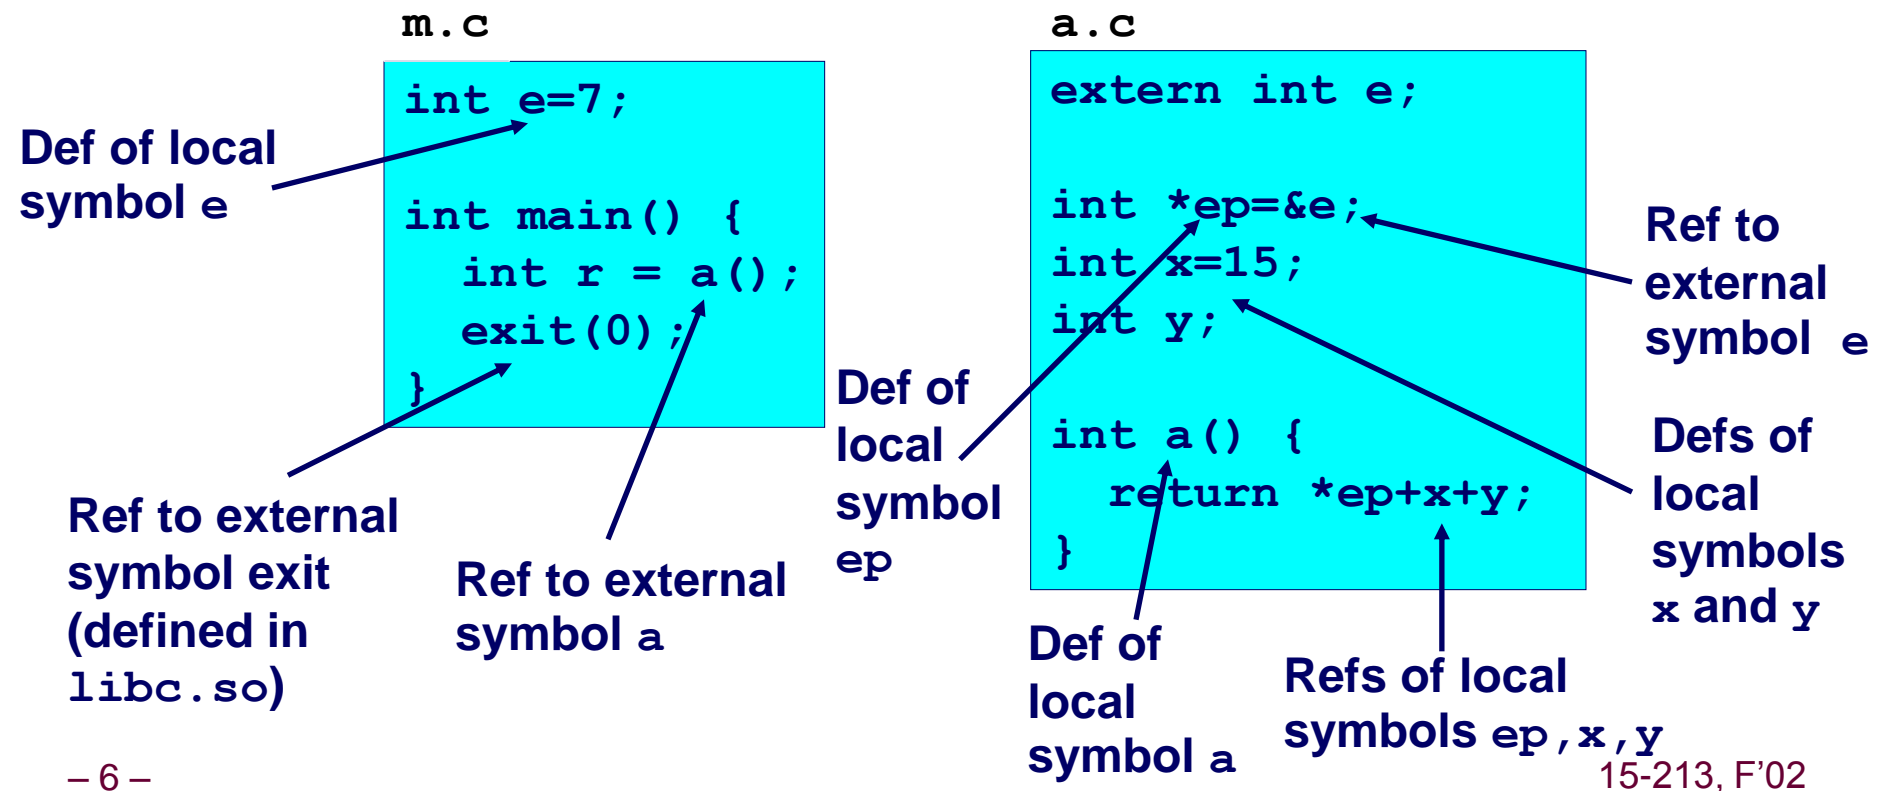 m.c
int e=7;
int main() {
int r = a();
exit(0);
}
Def of local
symbol e
Ref to external
symbol exit
(defined in
libc.so)
Ref to external
symbol a
a.c
extern int e;
int *ep=&e;
int x=15;
int y;
int a() {
return *ep+x+y;
}
Def of
local
symbol
ep
Ref to
external
symbol e
Defs of
local
symbols
x and y
Def of
local
symbol a
Refs of local
symbols ep,x,y
– 6 –
15-213, F’02